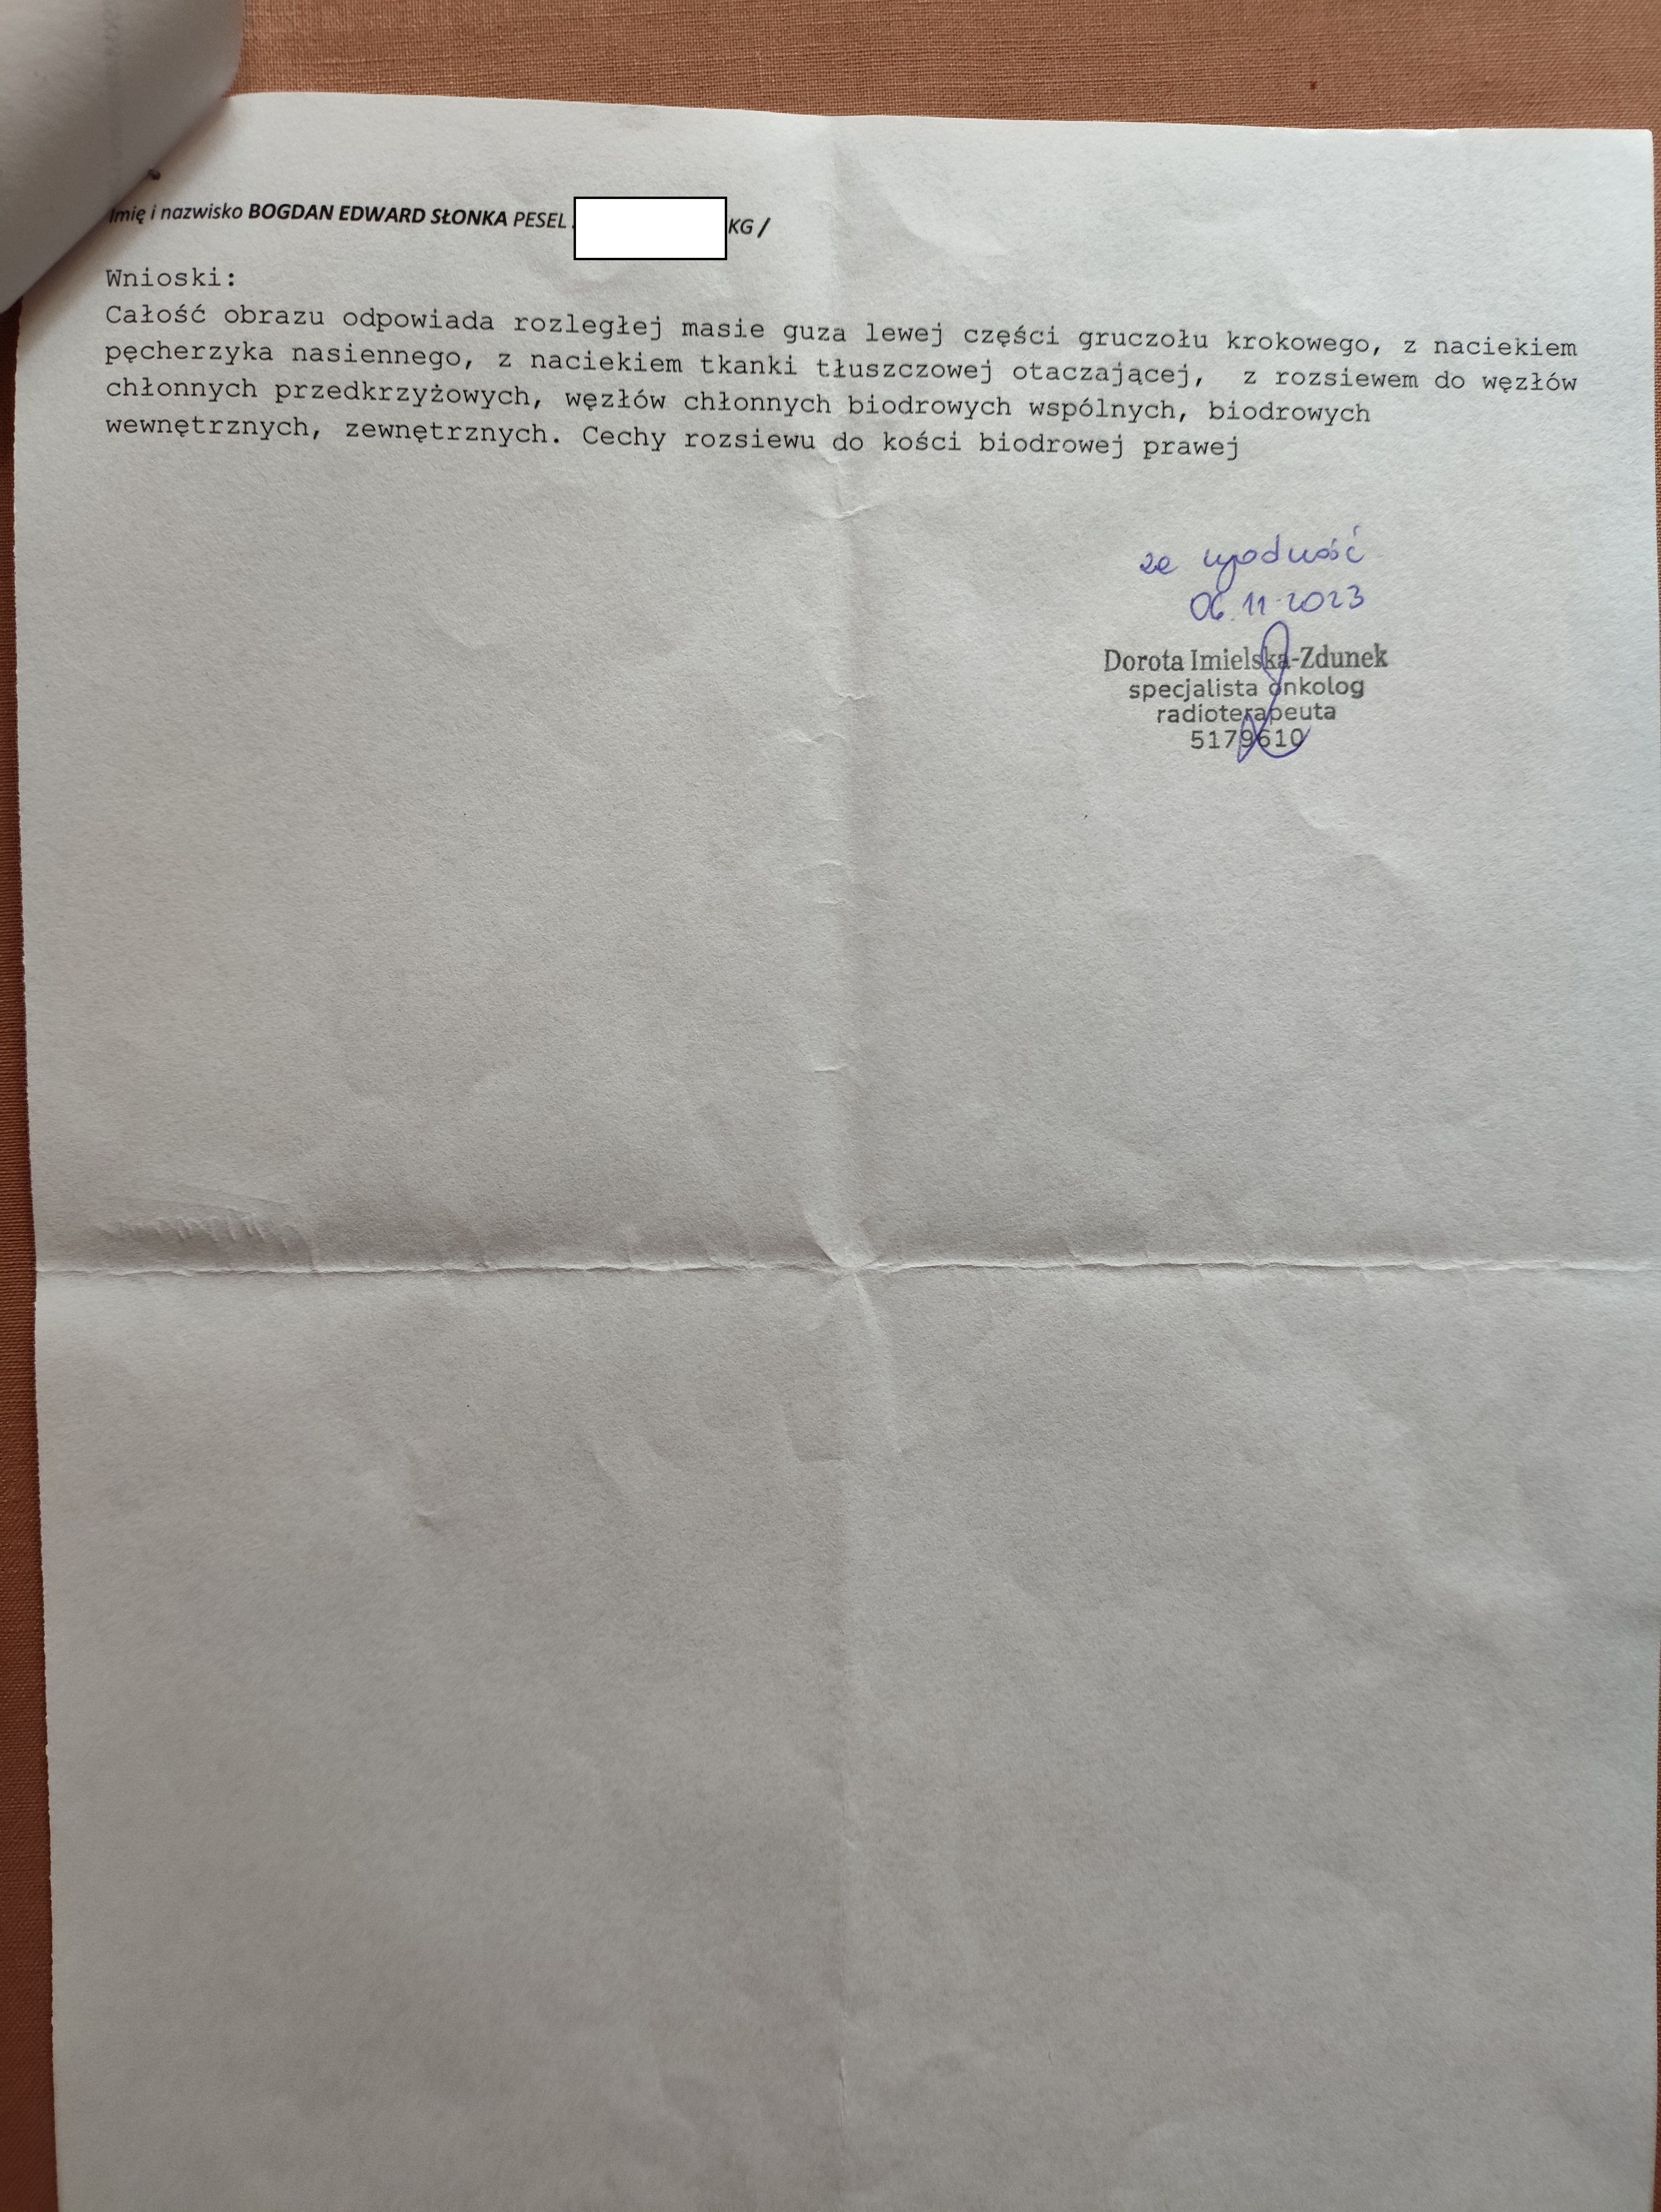 Imię i nazwisko BOGDAN EDWARD SŁONKA PESEL KG /
Wnioski:
Całość obrazu odpowiada rozległej masie guza lewej części gruczołu krokowego, z naciekiem
pęcherzyka nasiennego, z naciekiem tkanki tłuszczowej otaczającej, z rozsiewem do węzłów
chłonnych przedkrzyżowych, węzłów chłonnych biodrowych wspólnych, biodrowych
wewnętrznych, zewnętrznych. Cechy rozsiewu do kości biodrowej prawej
ze zgodność
06.11.2023
Dorota Imielska-Zdunek
specjalista onkolog
radioterapeuta
5179610